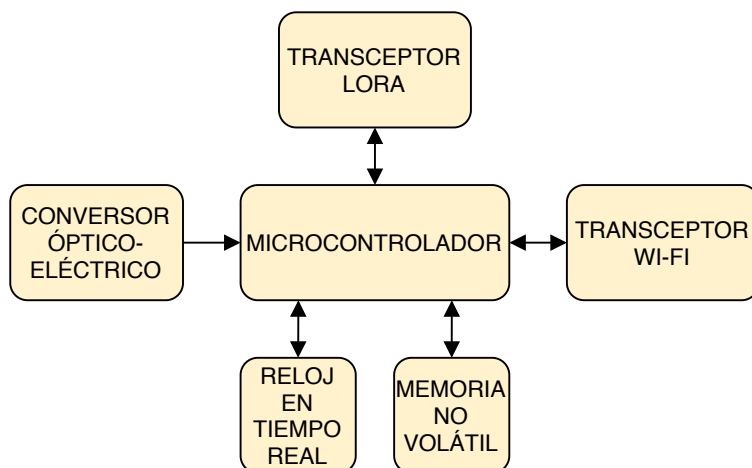 TRANSCEPTOR
LORA
CONVERSOR
ÓPTICO-
ELÉCTRICO
MICROCONTROLADOR
TRANSCEPTOR
WI-FI
RELOJ
EN
TIEMPO
REAL
MEMORIA
NO
VOLÁTIL